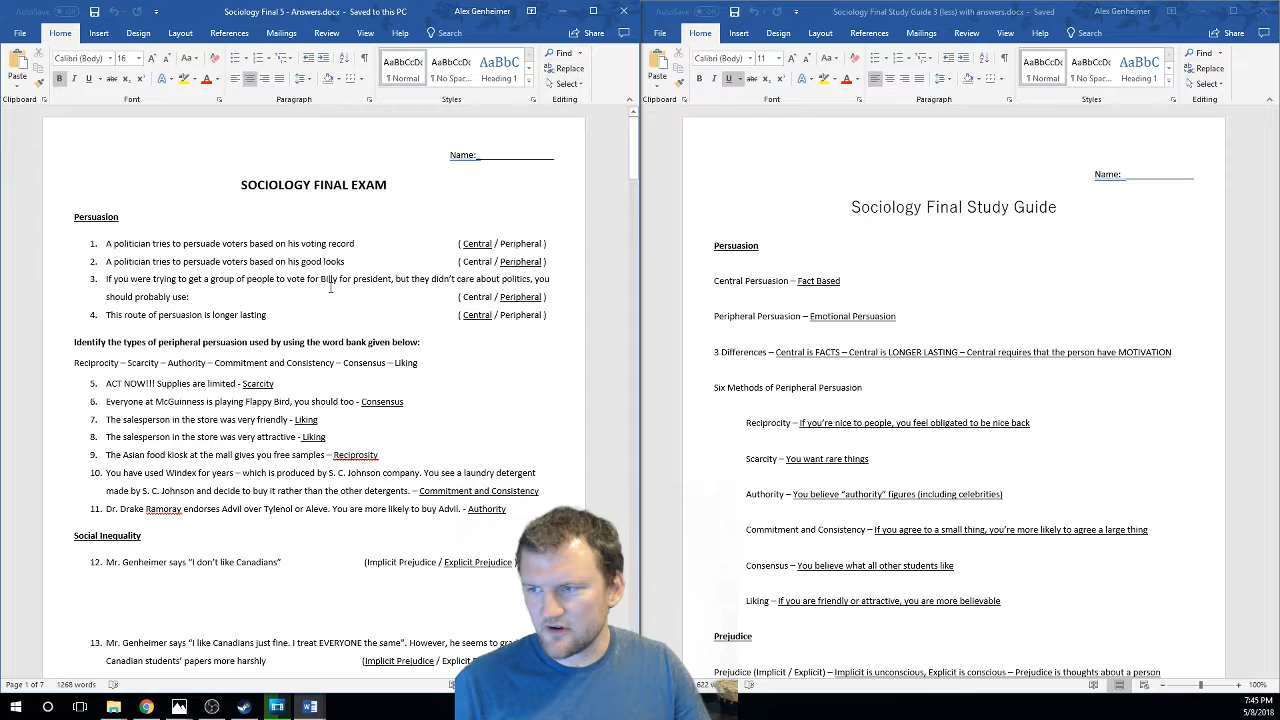 AutoSave Off Sociology Final 5 - Answers.docx - Saved to this PC Alex Genheimer
File Home Insert Design Layout References Mailings Review View Help Search Share
Paste Calibri (Body) 16 Find
B I U Replace
Editing
AaBbCcDc AaBbCcDc AaBbC
¶ Normal ¶ No Spac... Heading 1
Clipboard Font Paragraph Styles Editing
Name:
SOCIOLOGY FINAL EXAM
Persuasion
1. A politician tries to persuade voters based on his voting record ( Central / Peripheral )
2. A politician tries to persuade voters based on his good looks ( Central / Peripheral )
3. If you were trying to get a group of people to vote for Billy for president, but they didn't care about politics, you
should probably use: ( Central / Peripheral )
4. This route of persuasion is longer lasting ( Central / Peripheral )
Identify the types of peripheral persuasion used by using the word bank given below:
Reciprocity – Scarcity – Authority – Commitment and Consistency – Consensus – Liking
5. ACT NOW!!! Supplies are limited - Scarcity
6. Everyone at McGuinness is playing Flappy Bird, you should too - Consensus
7. The salesperson in the store was very friendly - Liking
8. The salesperson in the store was very attractive - Liking
9. The Asian food kiosk at the mall gives you free samples – Reciprosity
10. You have used Windex for years – which is produced by S. C. Johnson company. You see a laundry detergent
made by S. C. Johnson and decide to buy it rather than the other detergents. – Commitment and Consistency
11. Dr. Drake Ramoray endorses Advil over Tylenol or Aleve. You are more likely to buy Advil. - Authority
Social Inequality
12. Mr. Genheimer says "I don't like Canadians" (Implicit Prejudice / Explicit Prejudice )
13. Mr. Genheimer says "I like Canadians just fine. I treat EVERYONE the same". However, he seems to
Canadian students' papers more harshly (Implicit Prejudice / Explicit
Page 1 of 7 1268 words
AutoSave Off Sociology Final Study Guide 3 (less) with answers.docx - Saved Alex Genheimer
File Home Insert Design Layout References Mailings Review View Help Search Share
Paste Calibri (Body) 11 Find
B I U Replace
Editing
AaBbCcDc AaBbCcDc AaBbC
¶ Normal ¶ No Spac... Heading 1
Clipboard Font Paragraph Styles Editing
Name:
Sociology Final Study Guide
Persuasion
Central Persuasion – Fact Based
Peripheral Persuasion – Emotional Persuasion
3 Differences – Central is FACTS – Central is LONGER LASTING – Central requires that the person have MOTIVATION
Six Methods of Peripheral Persuasion
Reciprocity – If you're nice to people, you feel obligated to be nice back
Scarcity – You want rare things
Authority – You believe "authority" figures (including celebrities)
Commitment and Consistency – If you agree to a small thing, you're more likely to agree a large thing
Consensus – You believe what all other students like
Liking – If you are friendly or attractive, you are more believable
Prejudice
Prejudice (Implicit / Explicit) – Implicit is unconscious, Explicit is conscious – Prejudice is thoughts about a person
622 words 100%
7:45 PM
5/8/2018